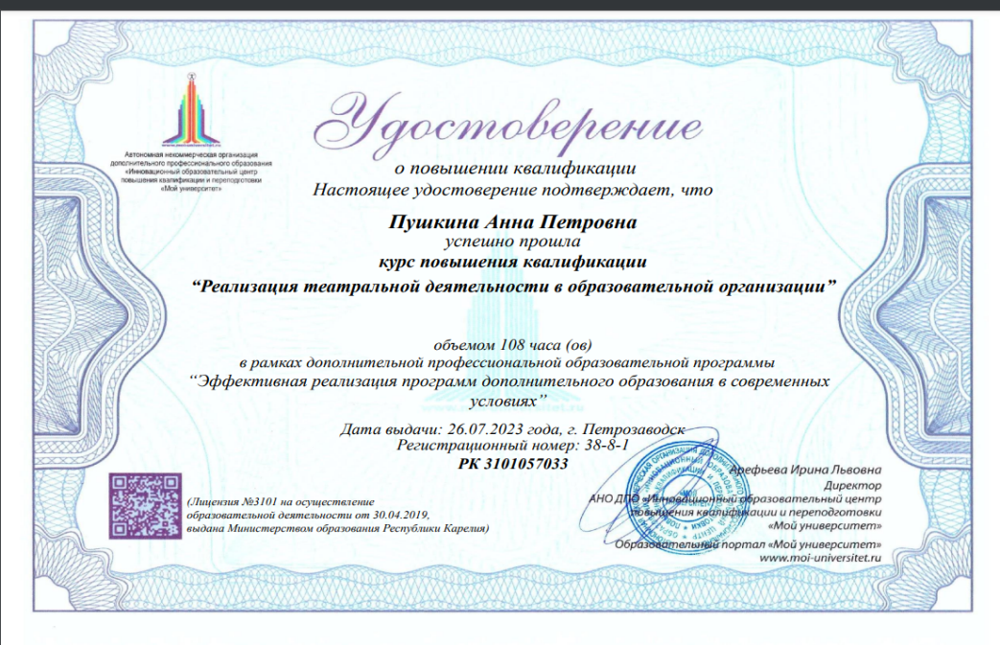 Удостоверение
www.moiuniversitet.ru
Автономная некоммерческая организация
дополнительного профессионального образования
«Инновационный образовательный центр
повышения квалификации и переподготовки
«Мой университет»
о повышении квалификации
Настоящее удостоверение подтверждает, что
Пушкина Анна Петровна
успешно прошла
курс повышения квалификации
“Реализация театральной деятельности в образовательной организации”
объемом 108 часа (ов)
в рамках дополнительной профессиональной образовательной программы
“Эффективная реализация программ дополнительного образования в современных
условиях”
Дата выдачи: 26.07.2023 года, г. Петрозаводск
Регистрационный номер: 38-8-1
РК 3101057033
(Лицензия №3101 на осуществление
образовательной деятельности от 30.04.2019,
выдана Министерством образования Республики Карелия)
Арефьева Ирина Львовна
Директор
АНО ДПО «Инновационный образовательный центр
повышения квалификации и переподготовки
«Мой университет»
Образовательный портал «Мой университет»
www.moi-universitet.ru